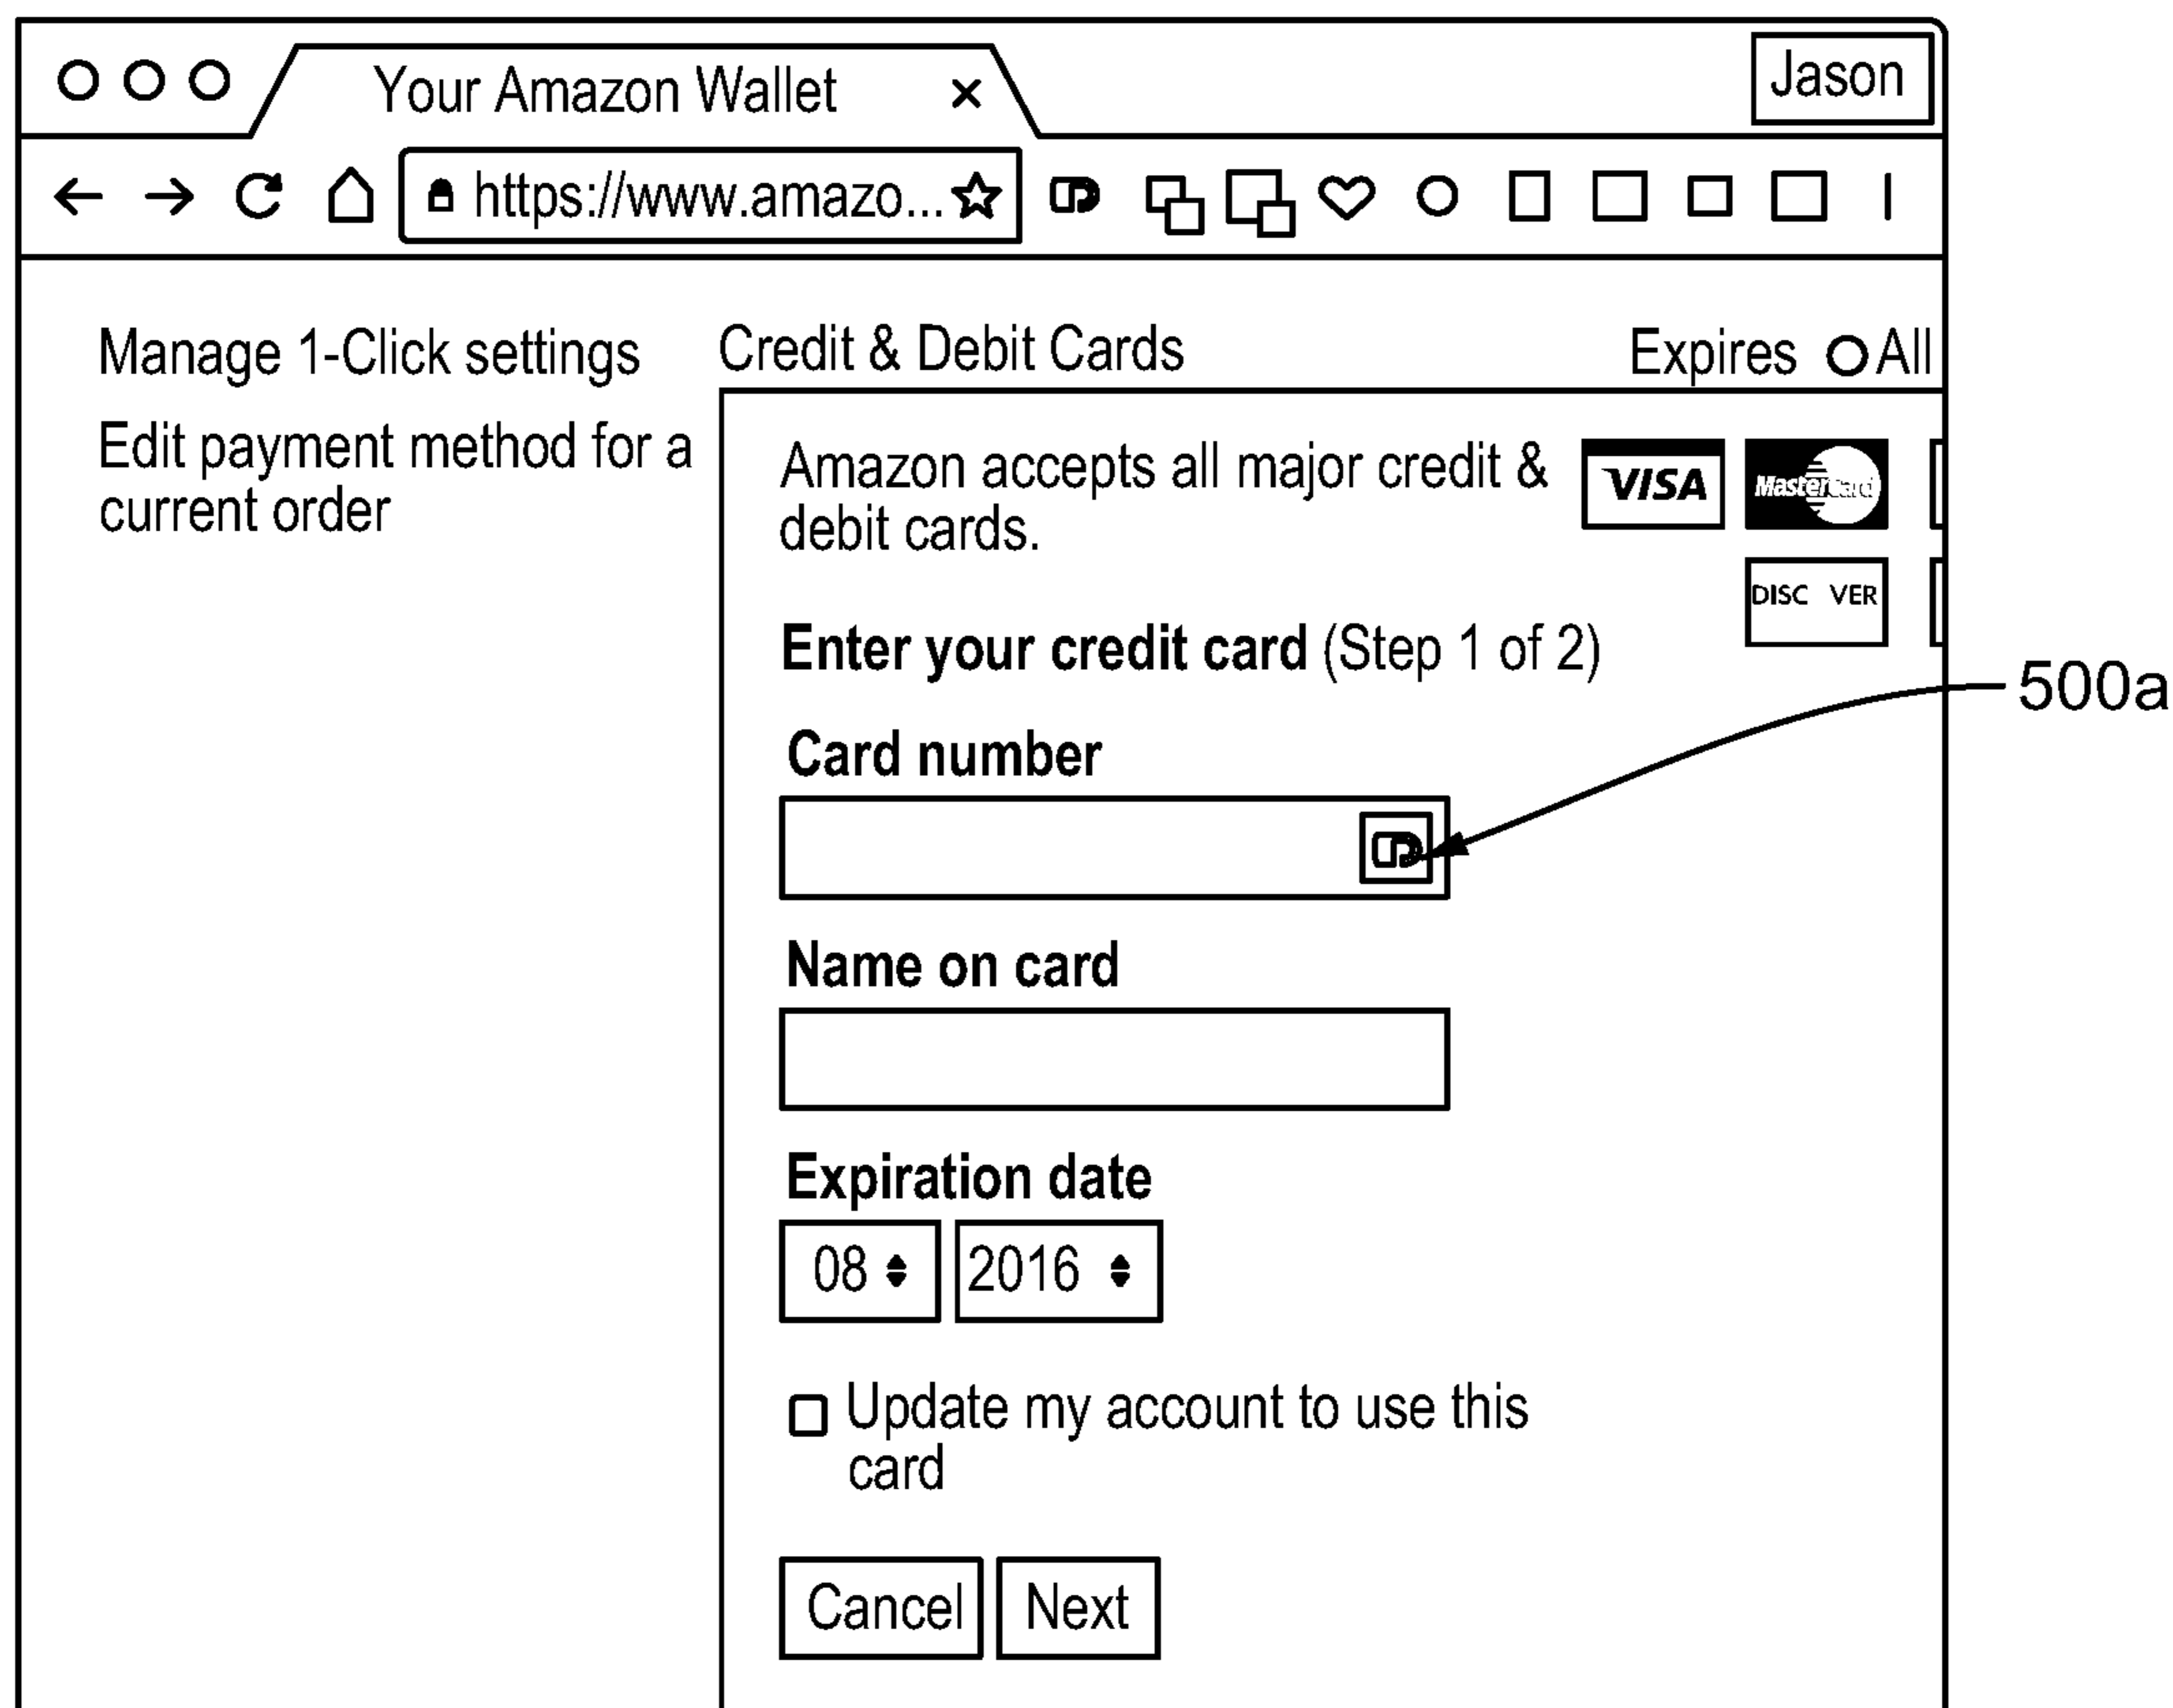 Your Amazon Wallet
Jason
https://www.amazo...
Manage 1-Click settings
Credit & Debit Cards
Expires
All
Edit payment method for a
current order
Amazon accepts all major credit &
debit cards.
VISA
MasterCard
DISC VER
Enter your credit card (Step 1 of 2)
500a
Card number
Name on card
Expiration date
08
2016
Update my account to use this
card
Cancel
Next